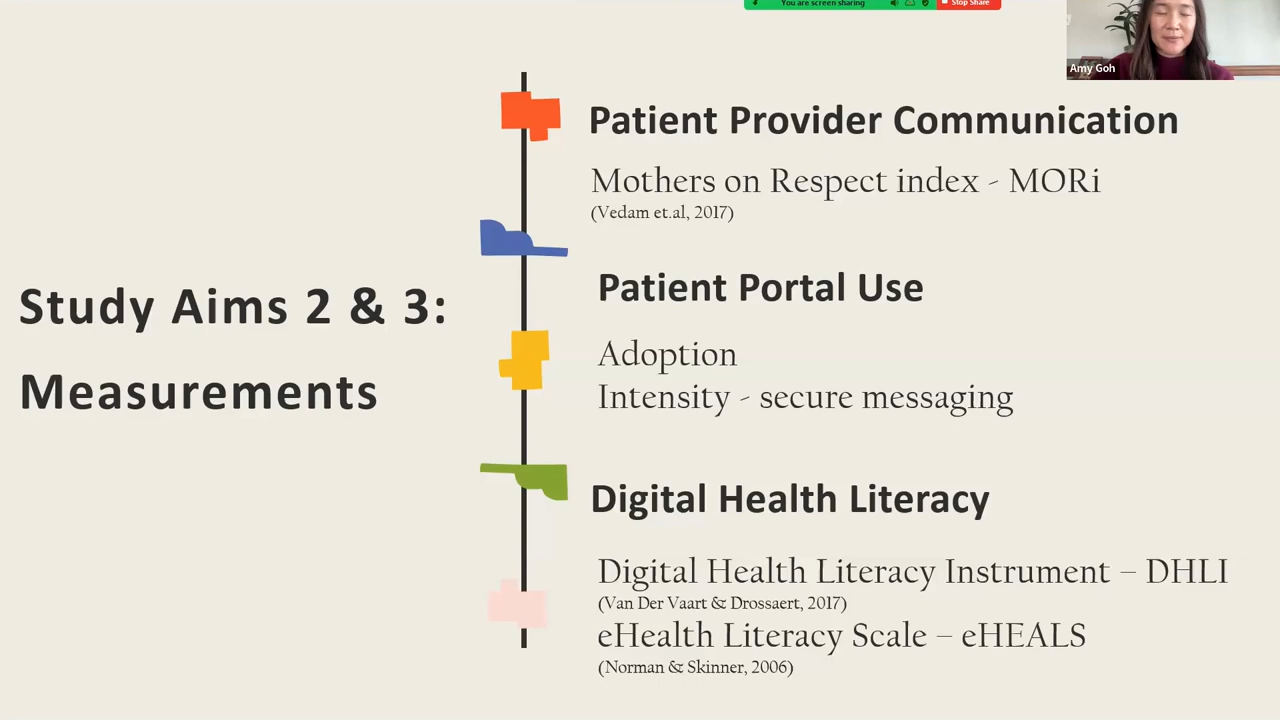 You are screen sharing
Stop Share
Amy Goh
Study Aims 2 & 3:
Measurements
Patient Provider Communication
Mothers on Respect index - MORi
(Vedam et.al, 2017)
Patient Portal Use
Adoption
Intensity - secure messaging
Digital Health Literacy
Digital Health Literacy Instrument – DHLI
(Van Der Vaart & Drossaert, 2017)
eHealth Literacy Scale – eHEALS
(Norman & Skinner, 2006)